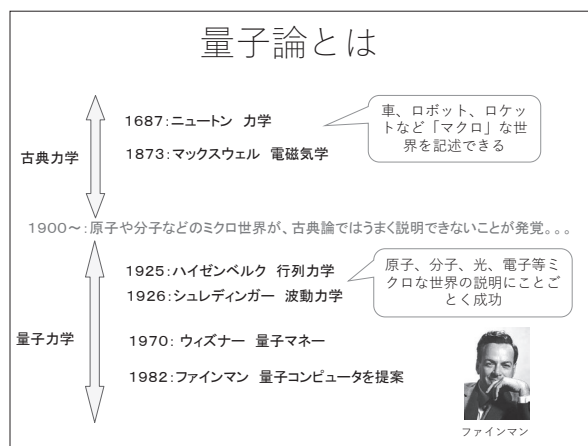 量子論とは
1687:ニュートン 力学
車、ロボット、ロケッ
トなど「マクロ」な世
界を記述できる
古典力学
1873:マックスウェル 電磁気学
1900~:原子や分子などのミクロ世界が、古典論ではうまく説明できないことが発覚。。。
1925:ハイゼンベルク 行列力学
1926:シュレディンガー 波動力学
原子、分子、光、電子等ミ
クロな世界の説明にことご
とく成功
量子力学
1970: ウィズナー 量子マネー
1982:ファインマン 量子コンピュータを提案
ファインマン